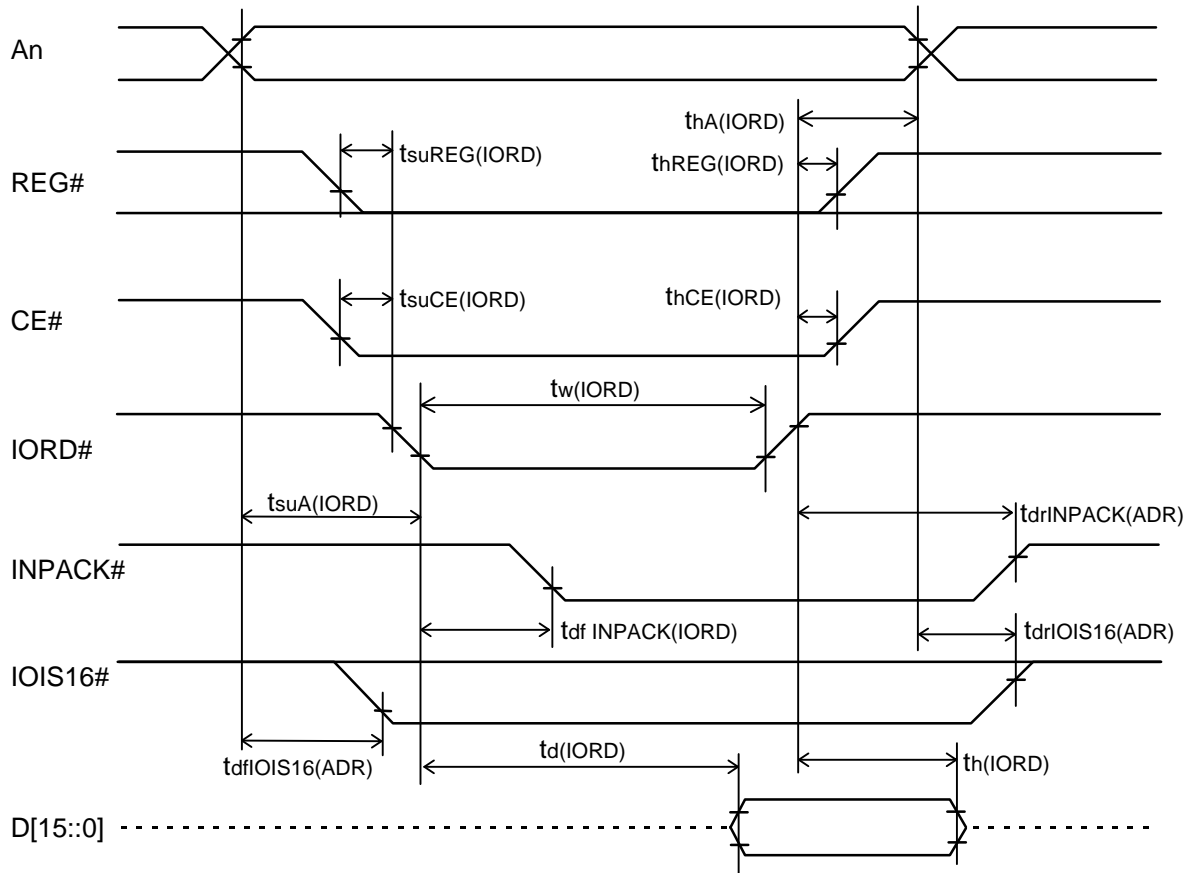 An
thA(IORD)
tsuREG(IORD)
thREG(IORD)
REG#
tsuCE(IORD)
thCE(IORD)
CE#
tw(IORD)
IORD#
tsuA(IORD)
tdrINPACK(ADR)
INPACK#
tdf INPACK(IORD)
tdrIOIS16(ADR)
IOIS16#
tdfIOIS16(ADR)
td(IORD)
th(IORD)
D[15::0]